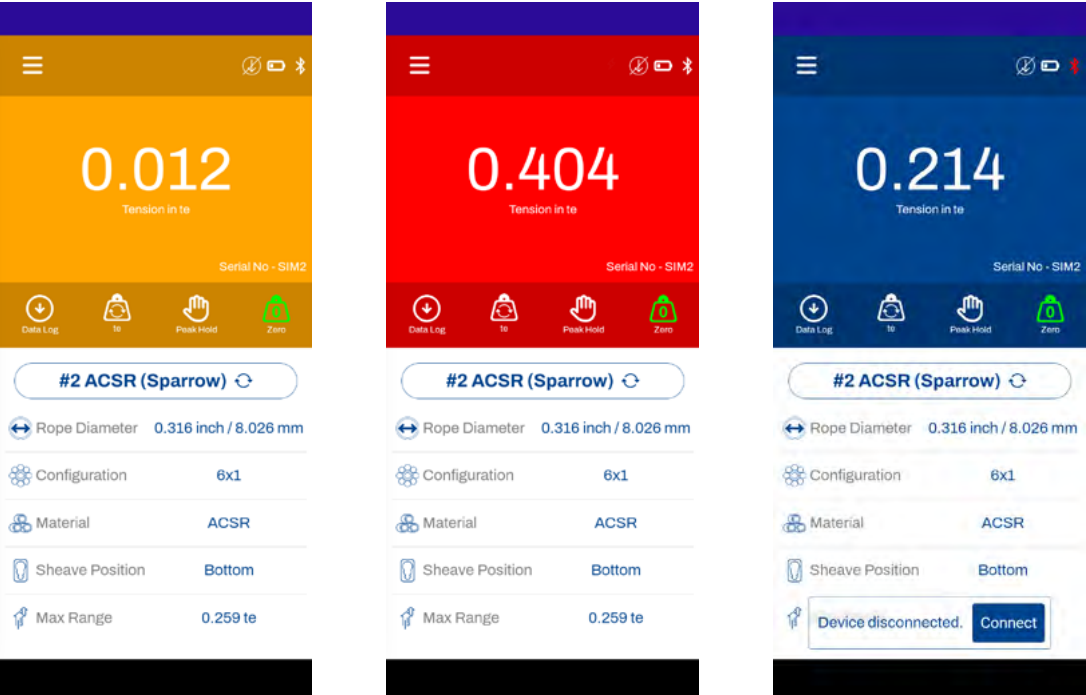 0.012
Tension in te
Serial No - SIM2
Data Log
te
Peak Hold
0
Zero
#2 ACSR (Sparrow)
Rope Diameter 0.316 inch / 8.026 mm
Configuration 6x1
Material ACSR
Sheave Position Bottom
Max Range 0.259 te
0.404
Tension in te
Serial No - SIM2
Data Log
te
Peak Hold
0
Zero
#2 ACSR (Sparrow)
Rope Diameter 0.316 inch / 8.026 mm
Configuration 6x1
Material ACSR
Sheave Position Bottom
Max Range 0.259 te
0.214
Tension in te
Serial No - SIM2
Data Log
te
Peak Hold
0
Zero
#2 ACSR (Sparrow)
Rope Diameter 0.316 inch / 8.026 mm
Configuration 6x1
Material ACSR
Sheave Position Bottom
Device disconnected. Connect